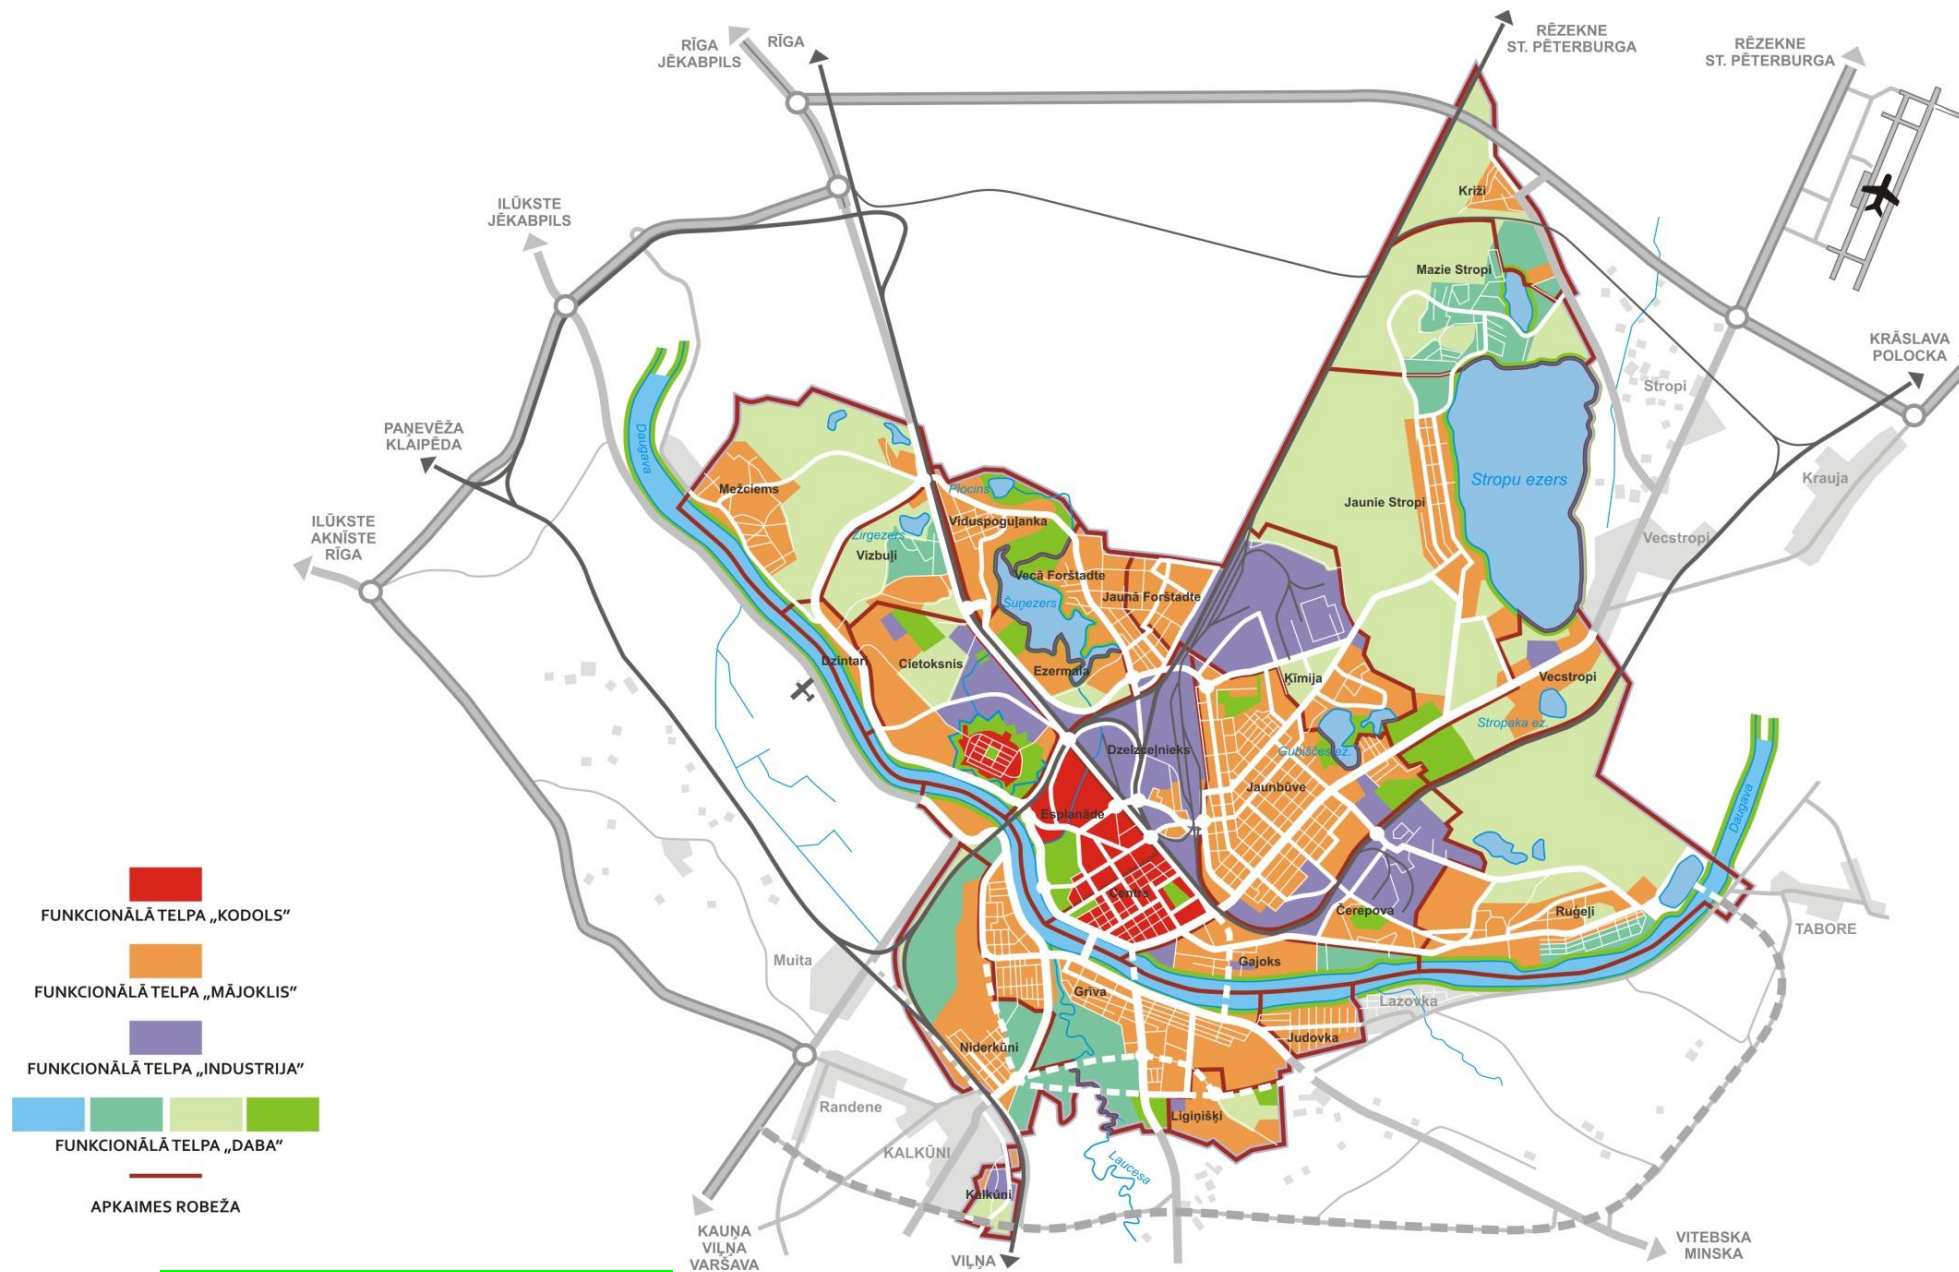 RĪGA
JĒKABPILS
RĪGA
RĒZEKNE
ST. PĒTERBURGA
RĒZEKNE
ST. PĒTERBURGA
ILŪKSTE
JĒKABPILS
Križi
Mazie Stropi
KRĀSLAVA
POLOCKA
Stropi
PAŅEVĒŽA
KLAIPĒDA
Daugava
Mežciems
Plocins
Viduspoguļanka
Jaunie Stropi
Stropu ezers
Krauja
ILŪKSTE
AKNĪSTE
RĪGA
Zirgezers
Vizbuļi
Vecā Forštadte
Šuņezers
Jaunā Forštadte
Vecstropi
Dzintari
Cietoksnis
Ezermala
Ķīmija
Vecstropi
Stropaka ez.
Dzelzceļnieks
Gubiščes ez.
Jaunbūve
Esplanāde
Daugava
Centrs
Čerepova
Ruģeļi
TABORE
Muita
Gajoks
Grīva
Lazovka
Judovka
Niderkūni
Randene
Liginišķi
KALKŪNI
Laucesa
Kalkūni
KAUŅA
VIĻŅA
VARŠAVA
VIĻŅA
VITEBSKA
MINSKA
FUNKCIONĀLĀ TELPA „KODOLS”
FUNKCIONĀLĀ TELPA „MĀJOKLIS”
FUNKCIONĀLĀ TELPA „INDUSTRIJA”
FUNKCIONĀLĀ TELPA „DABA”
APKAIMES ROBEŽA